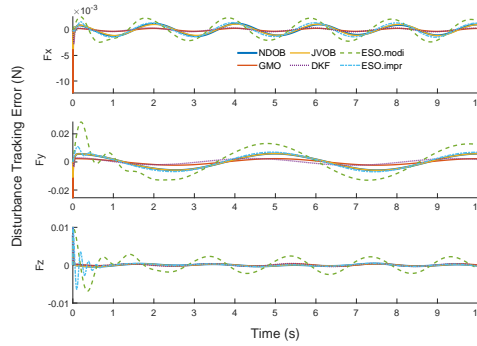 ×10⁻³
Fx
0
-5
-10
0 1 2 3 4 5 6 7 8 9 10
NDOB JVOB ESO.modi
GMO DKF ESO.impr
Disturbance Tracking Error (N)
Fy
0.02
0
-0.02
0 1 2 3 4 5 6 7 8 9 10
Fz
0.01
0
-0.01
0 1 2 3 4 5 6 7 8 9 10
Time (s)